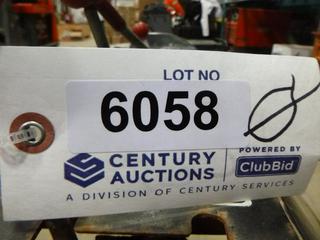 LOT NO
6058
CENTURY
AUCTIONS
POWERED BY
ClubBid
A DIVISION OF CENTURY SERVICES